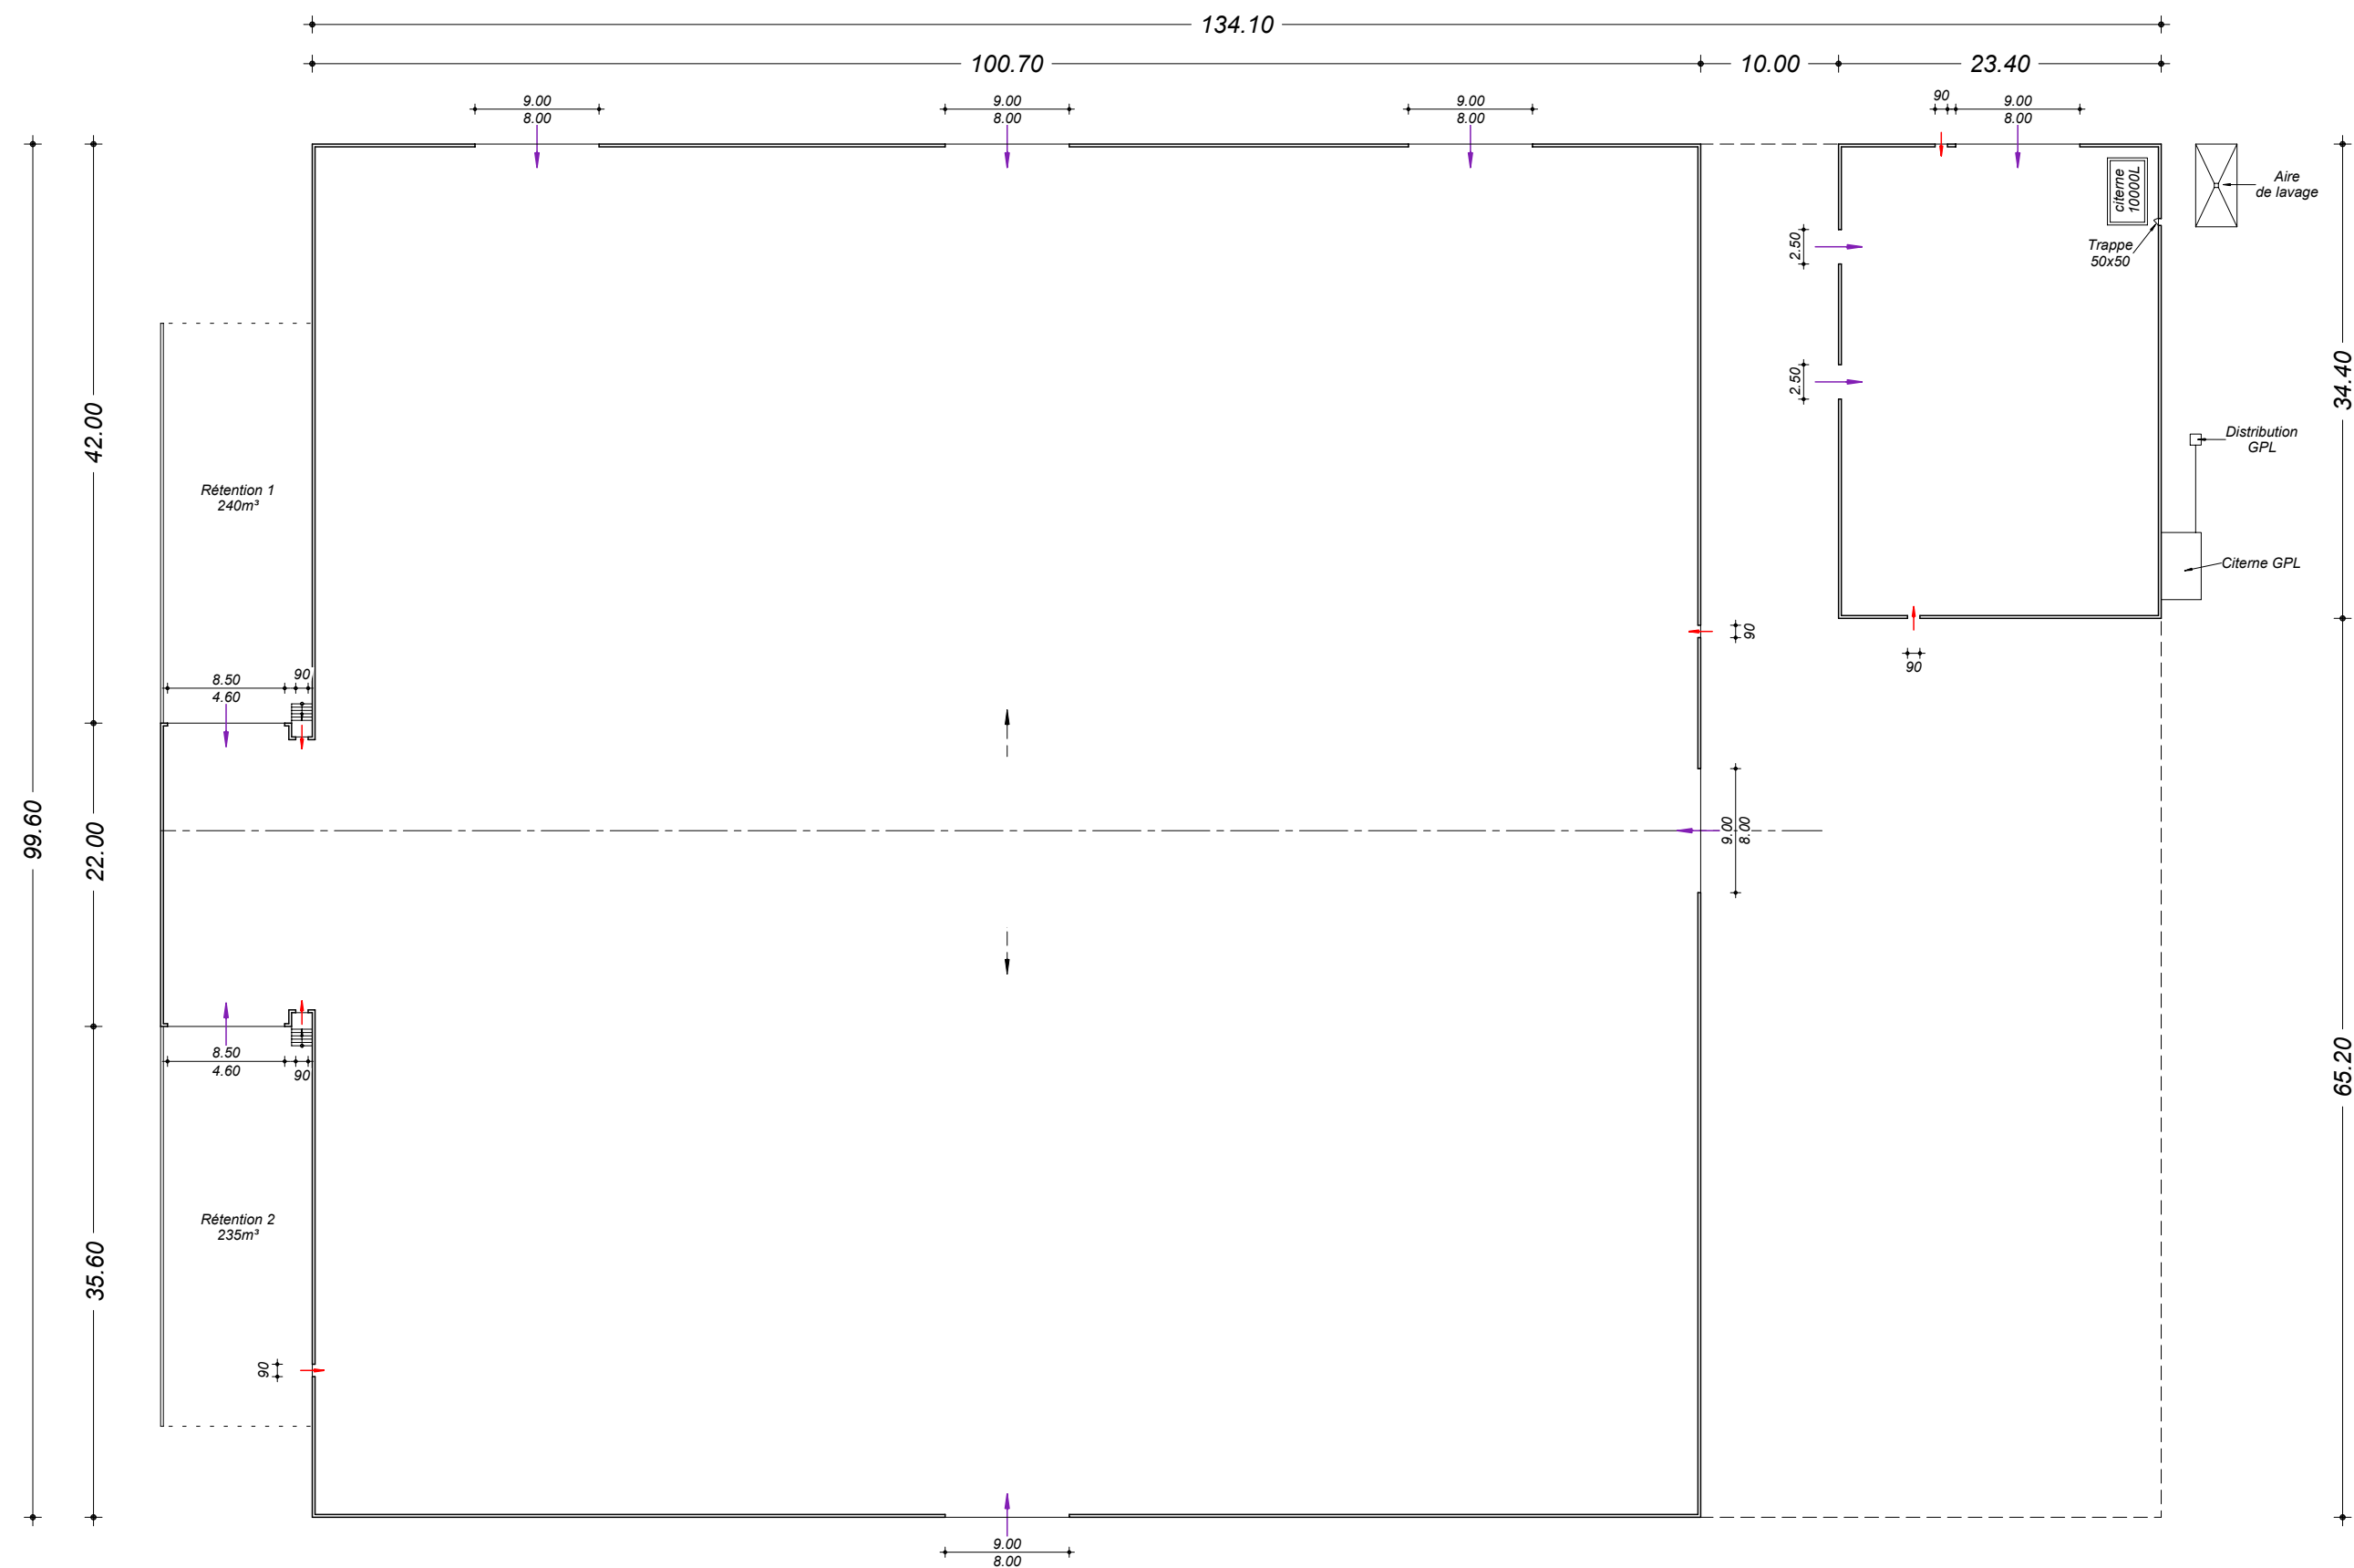 134.10
100.70
10.00
23.40
9.00
8.00
9.00
8.00
9.00
8.00
90
9.00
8.00
citerne
10000L
Aire
de lavage
2.50
Trappe
50x50
2.50
42.00
34.40
Distribution
GPL
Rétention 1
240m³
Citerne GPL
90
90
8.50
4.60
90
99.60
22.00
9.00
8.00
8.50
4.60
90
65.20
Rétention 2
235m³
35.60
90
9.00
8.00